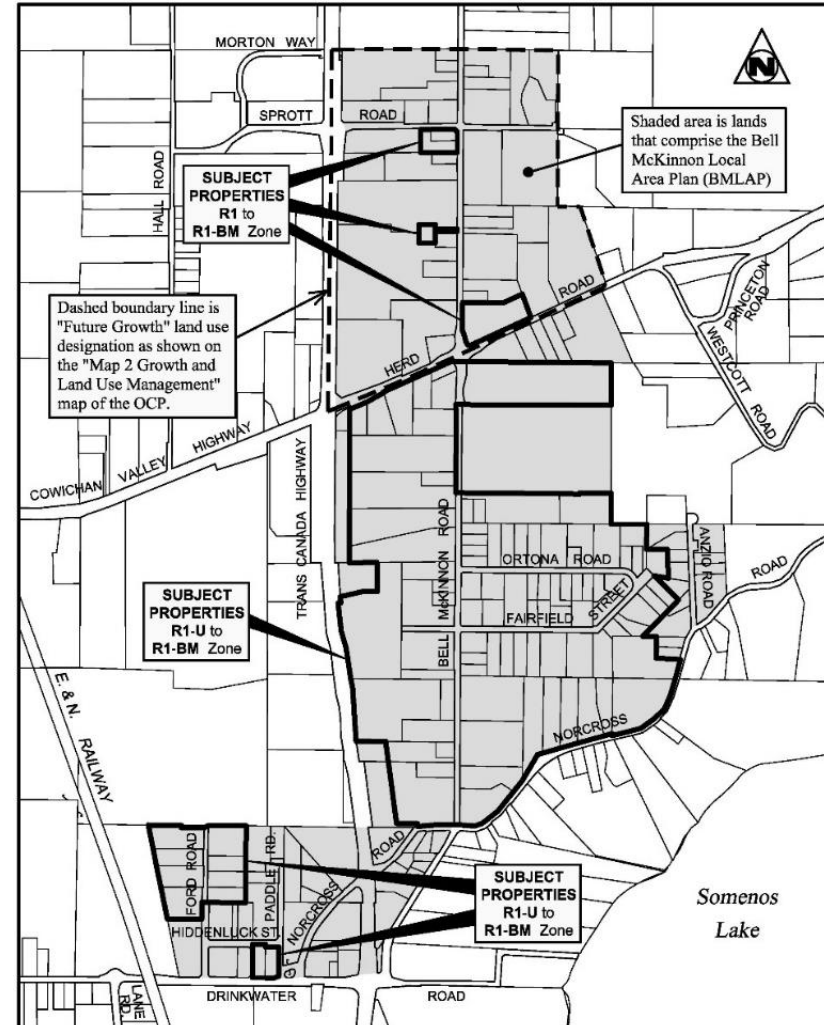 MORTON WAY
N
SPROTT ROAD
HALL ROAD
Shaded area is lands
that comprise the Bell
McKinnon Local
Area Plan (BMLAP)
SUBJECT
PROPERTIES
R1 to
R1-BM Zone
Dashed boundary line is
"Future Growth" land use
designation as shown on
the "Map 2 Growth and
Land Use Management"
map of the OCP.
HERD ROAD
PRINCETON ROAD
WESTCOTT ROAD
COWICHAN VALLEY HIGHWAY
TRANS CANADA HIGHWAY
BELL McKINNON ROAD
ORTONA ROAD
ANZIO ROAD
FAIRFIELD STREET
SUBJECT
PROPERTIES
R1-U to
R1-BM Zone
NORCROSS ROAD
E. & N. RAILWAY
FORD ROAD
PADDLE RD.
NORCROSS ROAD
HIDDENLUCK ST.
SUBJECT
PROPERTIES
R1-U to
R1-BM Zone
Somenos
Lake
LANE RD.
DRINKWATER ROAD